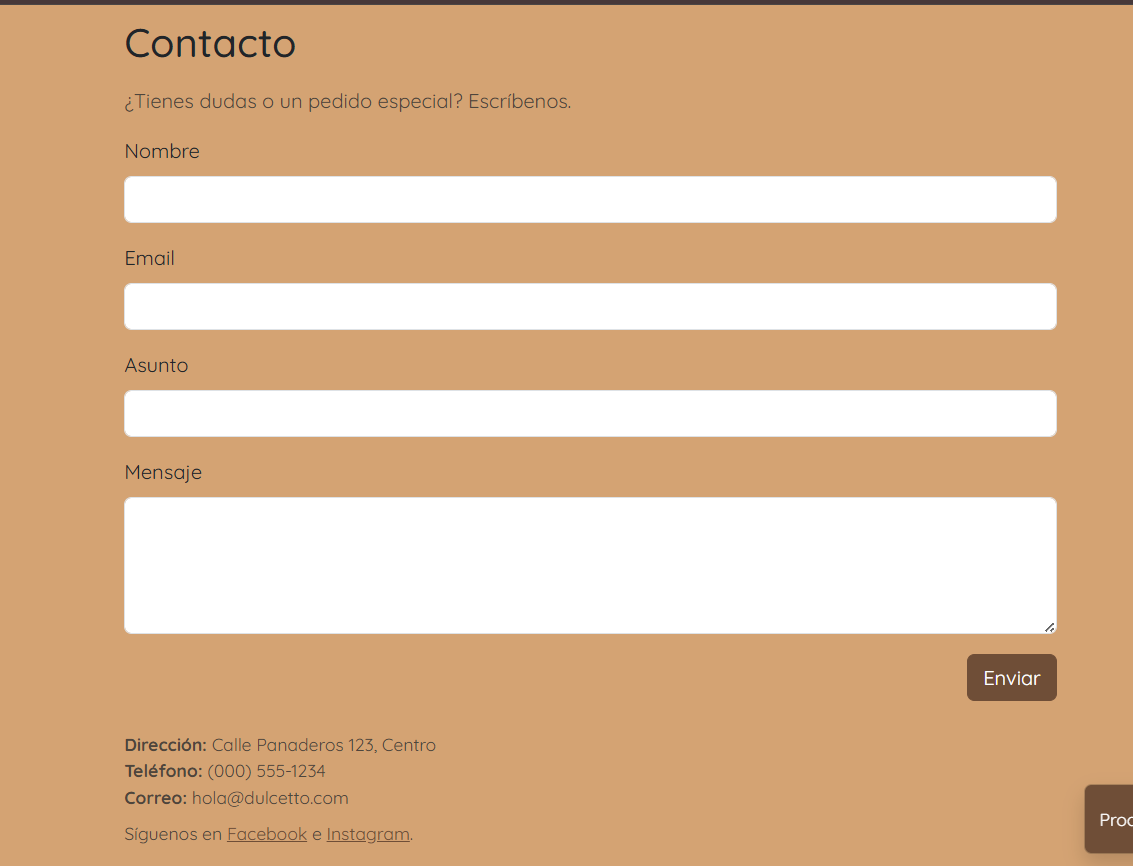 Contacto
¿Tienes dudas o un pedido especial? Escríbenos.
Nombre
Email
Asunto
Mensaje
Enviar
Dirección: Calle Panaderos 123, Centro
Teléfono: (000) 555-1234
Correo: hola@dulcetto.com
Síguenos en Facebook e Instagram.